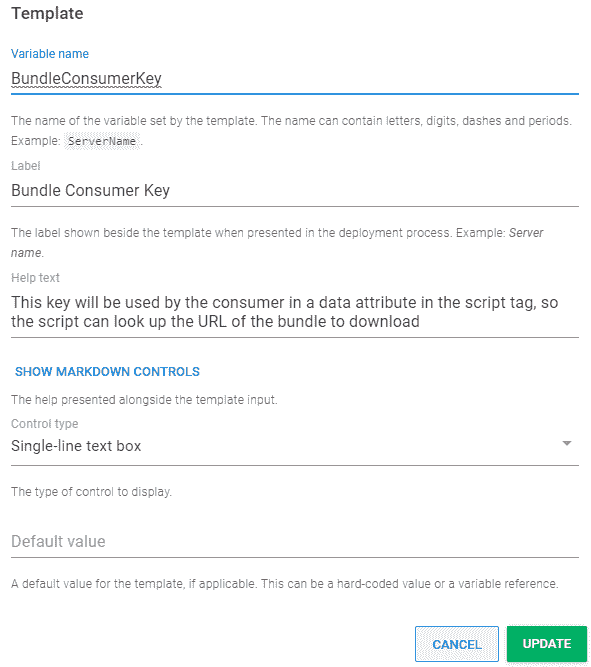 Template
Variable name
BundleConsumerKey
The name of the variable set by the template. The name can contain letters, digits, dashes and periods.
Example: ServerName.
Label
Bundle Consumer Key
The label shown beside the template when presented in the deployment process. Example: Server
name.
Help text
This key will be used by the consumer in a data attribute in the script tag, so
the script can look up the URL of the bundle to download
SHOW MARKDOWN CONTROLS
The help presented alongside the template input.
Control type
Single-line text box
The type of control to display.
Default value
A default value for the template, if applicable. This can be a hard-coded value or a variable reference.
CANCEL UPDATE